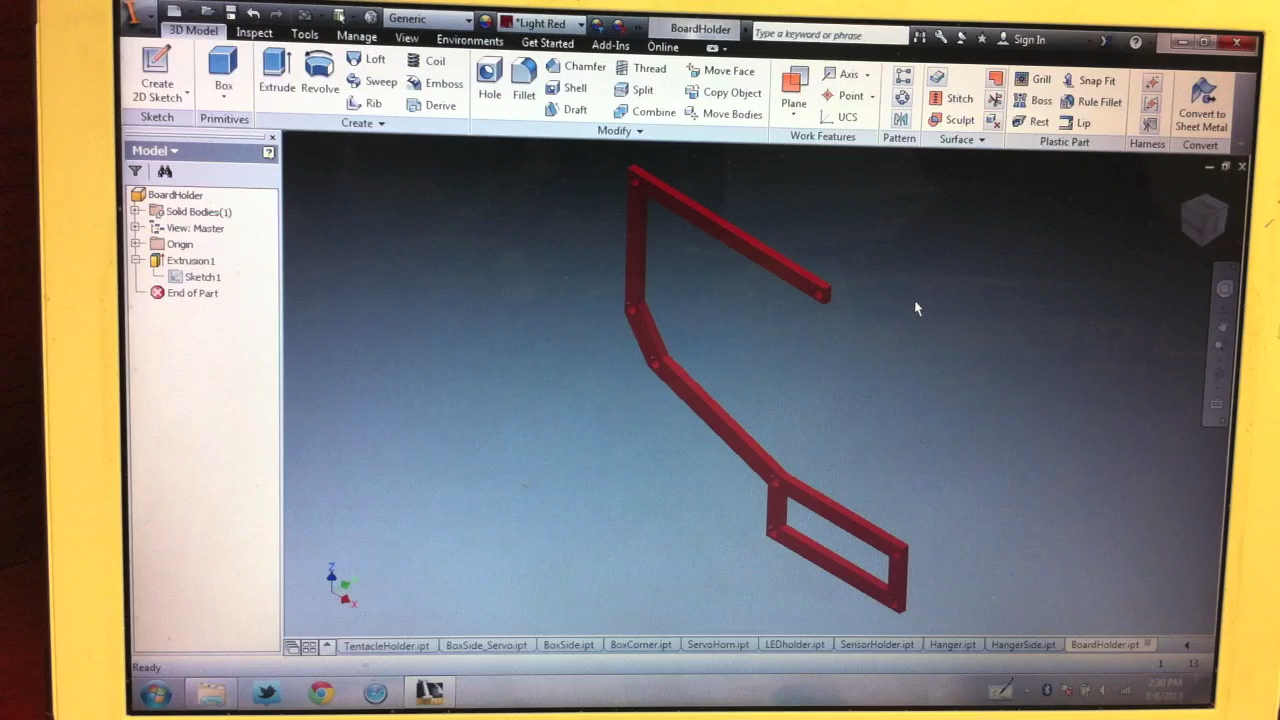 Generic
*Light Red
BoardHolder
Type a keyword or phrase
Sign In
3D Model
Inspect
Tools
Manage
View
Environments
Get Started
Add-Ins
Online
Create
2D Sketch
Sketch
Box
Primitives
Extrude
Revolve
Loft
Sweep
Rib
Coil
Emboss
Derive
Create
Hole
Fillet
Chamfer
Shell
Draft
Thread
Split
Combine
Move Face
Copy Object
Move Bodies
Modify
Plane
Axis
Point
UCS
Work Features
Pattern
Stitch
Sculpt
Surface
Grill
Boss
Rest
Snap Fit
Rule Fillet
Lip
Plastic Part
Harness
Convert to
Sheet Metal
Convert
Model
BoardHolder
Solid Bodies(1)
View: Master
Origin
Extrusion1
Sketch1
End of Part
Z
X
TentacleHolder.ipt
BoxSide_Servo.ipt
BoxSide.ipt
BoxCorner.ipt
ServoHorn.ipt
LEDholder.ipt
SensorHolder.ipt
Hanger.ipt
HangerSide.ipt
BoardHolder.ipt
Ready
1
13
2:30 PM